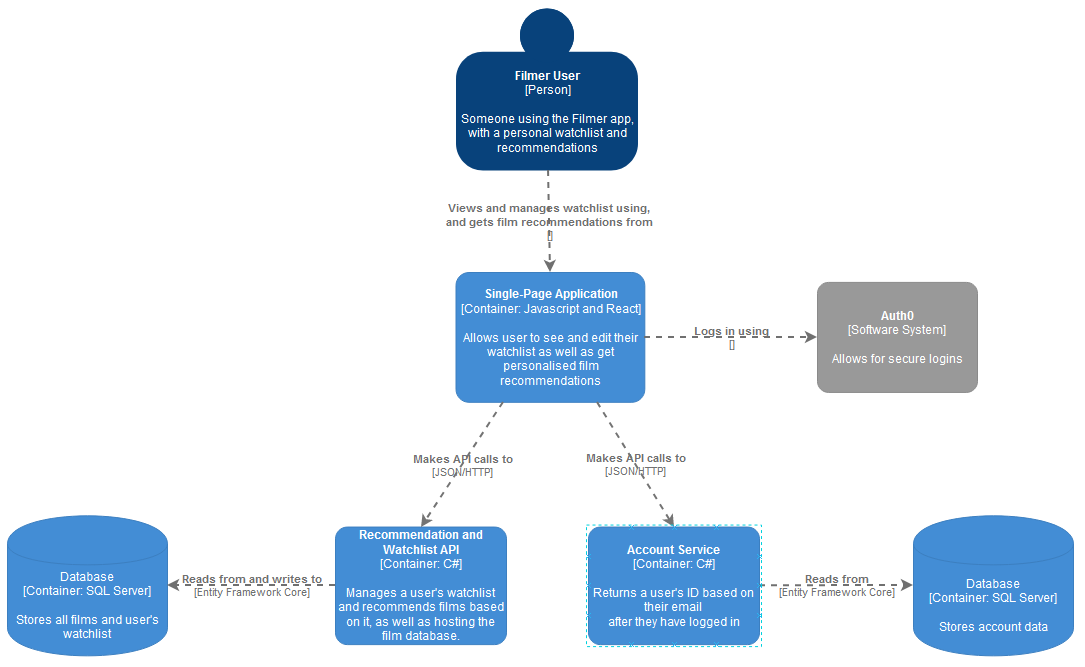 Filmer User
[Person]
Someone using the Filmer app,
with a personal watchlist and
recommendations
Views and manages watchlist using,
and gets film recommendations from
[]
Single-Page Application
[Container: Javascript and React]
Allows user to see and edit their
watchlist as well as get
personalised film
recommendations
Logs in using
[]
Auth0
[Software System]
Allows for secure logins
Makes API calls to
[JSON/HTTP]
Makes API calls to
[JSON/HTTP]
Database
[Container: SQL Server]
Stores all films and user's
watchlist
Reads from and writes to
[Entity Framework Core]
Recommendation and
Watchlist API
[Container: C#]
Manages a user's watchlist
and recommends films based
on it, as well as hosting the
film database.
Account Service
[Container: C#]
Returns a user's ID based on
their email
after they have logged in
Reads from
[Entity Framework Core]
Database
[Container: SQL Server]
Stores account data